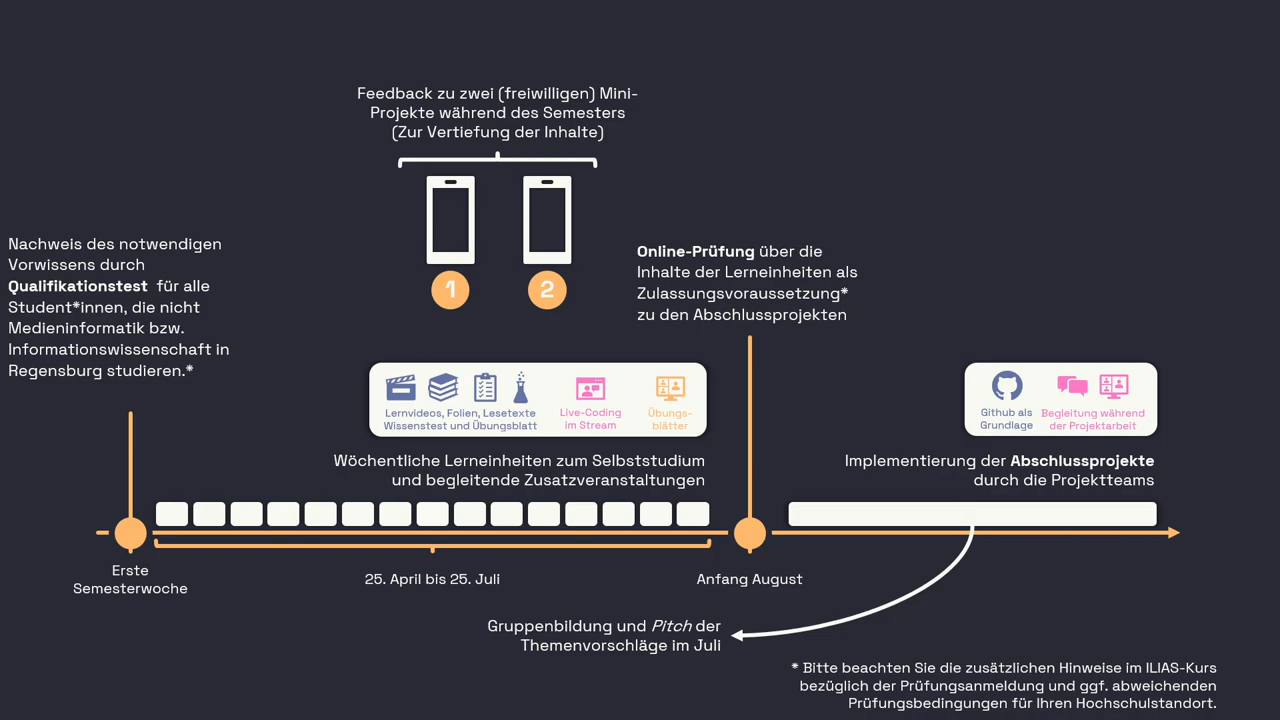 Feedback zu zwei (freiwilligen) Mini-
Projekte während des Semesters
(Zur Vertiefung der Inhalte)
1
2
Nachweis des notwendigen
Vorwissens durch
Qualifikationstest für alle
Student*innen, die nicht
Medieninformatik bzw.
Informationswissenschaft in
Regensburg studieren.*
Online-Prüfung über die
Inhalte der Lerneinheiten als
Zulassungsvoraussetzung*
zu den Abschlussprojekten
Lernvideos, Folien, Lesetexte
Wissenstest und Übungsblatt
Live-Coding
im Stream
Übungs-
blätter
Github als
Grundlage
Begleitung während
der Projektarbeit
Wöchentliche Lerneinheiten zum Selbststudium
und begleitende Zusatzveranstaltungen
Implementierung der Abschlussprojekte
durch die Projektteams
Erste
Semesterwoche
25. April bis 25. Juli
Anfang August
Gruppenbildung und Pitch der
Themenvorschläge im Juli
* Bitte beachten Sie die zusätzlichen Hinweise im ILIAS-Kurs
bezüglich der Prüfungsanmeldung und ggf. abweichenden
Prüfungsbedingungen für Ihren Hochschulstandort.